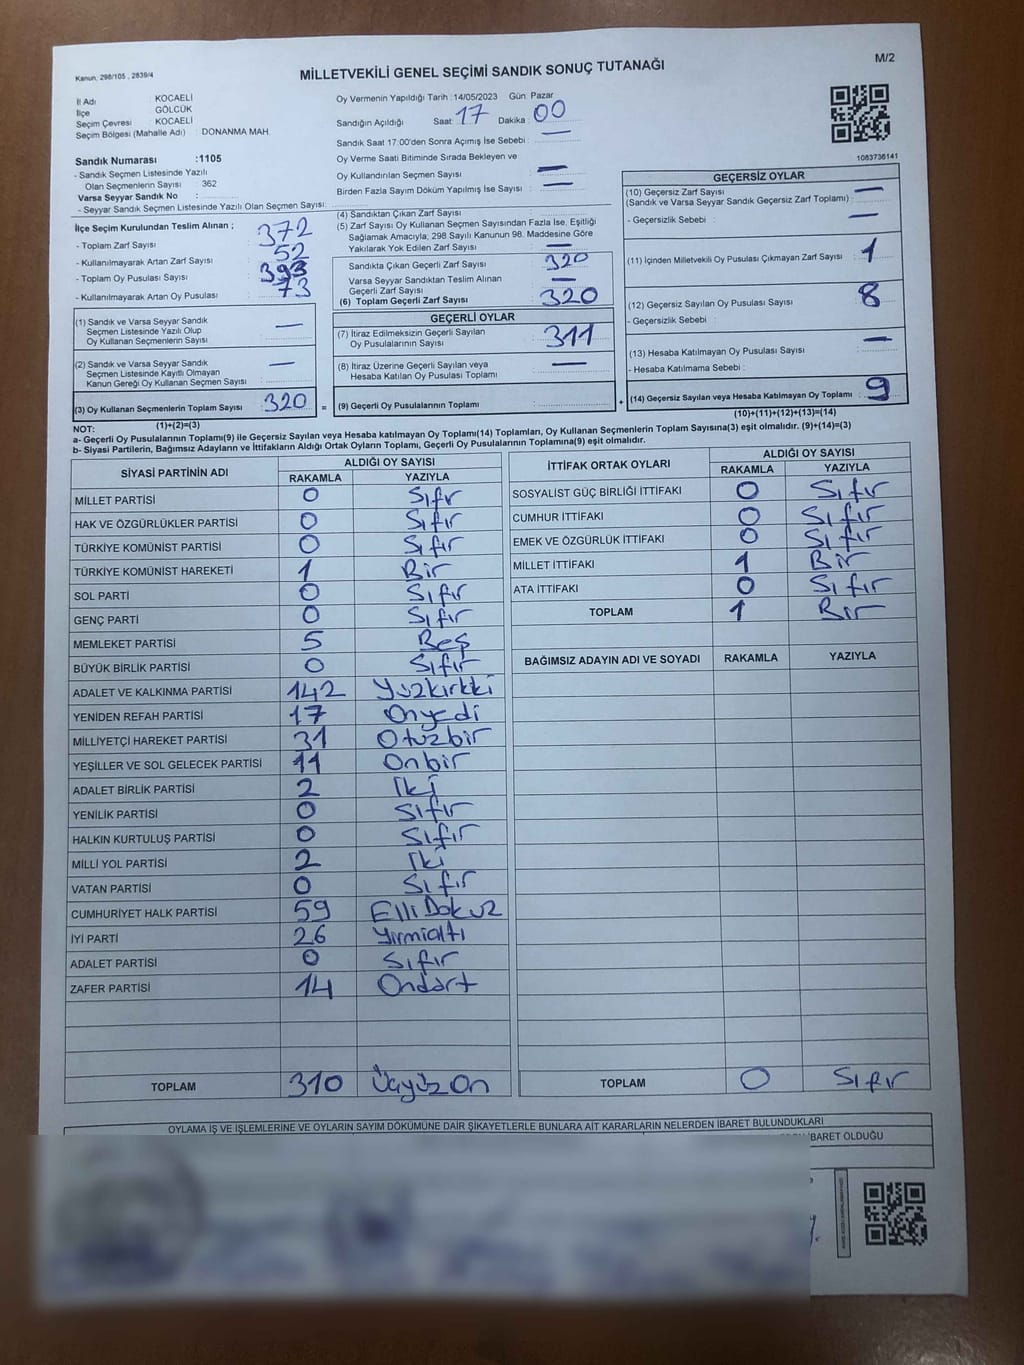 Kanun: 298/105 , 2839/4
M/2
MİLLETVEKİLİ GENEL SEÇİMİ SANDIK SONUÇ TUTANAĞI
İl Adı KOCAELİ
İlçe GÖLCÜK
Seçim Çevresi KOCAELİ
Seçim Bölgesi (Mahalle Adı) : DONANMA MAH.
Sandık Numarası :1105
- Sandık Seçmen Listesinde Yazılı
Olan Seçmenlerin Sayısı : 362
Varsa Seyyar Sandık No :
- Seyyar Sandık Seçmen Listesinde Yazılı Olan Seçmen Sayısı:
Oy Vermenin Yapıldığı Tarih :14/05/2023 Gün: Pazar
Sandığın Açıldığı Saat: 17 Dakika : 00
Sandık Saat 17:00'den Sonra Açımış İse Sebebi : —
Oy Verme Saati Bitiminde Sırada Bekleyen ve
Oy Kullandırılan Seçmen Sayısı : —
Birden Fazla Sayım Döküm Yapılmış İse Sayısı : —
1083736141
İlçe Seçim Kurulundan Teslim Alınan ;
- Toplam Zarf Sayısı : 372
- Kullanılmayarak Artan Zarf Sayısı : 52
- Toplam Oy Pusulası Sayısı : 393
- Kullanılmayarak Artan Oy Pusulası : 73
(1) Sandık ve Varsa Seyyar Sandık
Seçmen Listesinde Yazılı Olup
Oy Kullanan Seçmenlerin Sayısı : —
(2) Sandık ve Varsa Seyyar Sandık
Seçmen Listesinde Kayıtlı Olmayan
Kanun Gereği Oy Kullanan Seçmen Sayısı : —
(3) Oy Kullanan Seçmenlerin Toplam Sayısı : 320
(1)+(2)=(3)
(4) Sandıktan Çıkan Zarf Sayısı :
(5) Zarf Sayısı Oy Kullanan Seçmen Sayısından Fazla İse, Eşitliği
Sağlamak Amacıyla, 298 Sayılı Kanunun 98. Maddesine Göre
Yakılarak Yok Edilen Zarf Sayısı : —
Sandıkta Çıkan Geçerli Zarf Sayısı : 320
Varsa Seyyar Sandıktan Teslim Alınan
Geçerli Zarf Sayısı : —
(6) Toplam Geçerli Zarf Sayısı : 320
GEÇERLİ OYLAR
(7) İtiraz Edilmeksizin Geçerli Sayılan
Oy Pusulalarının Sayısı : 311
(8) İtiraz Üzerine Geçerli Sayılan veya
Hesaba Katılan Oy Pusulası Toplamı : —
= (9) Geçerli Oy Pusulalarının Toplamı :
GEÇERSİZ OYLAR
(10) Geçersiz Zarf Sayısı : —
(Sandık ve Varsa Seyyar Sandık Geçersiz Zarf Toplamı)
- Geçersizlik Sebebi : —
(11) İçinden Milletvekili Oy Pusulası Çıkmayan Zarf Sayısı : 1
(12) Geçersiz Sayılan Oy Pusulası Sayısı : 8
- Geçersizlik Sebebi :
(13) Hesaba Katılmayan Oy Pusulası Sayısı : —
- Hesaba Katılmama Sebebi :
+ (14) Geçersiz Sayılan veya Hesaba Katılmayan Oy Toplamı : 9
(10)+(11)+(12)+(13)=(14)
NOT:
a- Geçerli Oy Pusulalarının Toplamı(9) ile Geçersiz Sayılan veya Hesaba katılmayan Oy Toplamı(14) Toplamları, Oy Kullanan Seçmenlerin Toplam Sayısına(3) eşit olmalıdır. (9)+(14)=(3)
b- Siyasi Partilerin, Bağımsız Adayların ve İttifakların Aldığı Ortak Oyların Toplamı, Geçerli Oy Pusulalarının Toplamına(9) eşit olmalıdır.
SİYASİ PARTİNİN ADI ALDIĞI OY SAYISI
RAKAMLA YAZIYLA
MİLLET PARTİSİ 0 Sıfır
HAK VE ÖZGÜRLÜKLER PARTİSİ 0 Sıfır
TÜRKİYE KOMÜNİST PARTİSİ 0 Sıfır
TÜRKİYE KOMÜNİST HAREKETİ 1 Bir
SOL PARTİ 0 Sıfır
GENÇ PARTİ 0 Sıfır
MEMLEKET PARTİSİ 5 Beş
BÜYÜK BİRLİK PARTİSİ 0 Sıfır
ADALET VE KALKINMA PARTİSİ 142 Yüzkırkiki
YENİDEN REFAH PARTİSİ 17 Onyedi
MİLLİYETÇİ HAREKET PARTİSİ 31 Otuzbir
YEŞİLLER VE SOL GELECEK PARTİSİ 11 Onbir
ADALET BİRLİK PARTİSİ 2 İki
YENİLİK PARTİSİ 0 Sıfır
HALKIN KURTULUŞ PARTİSİ 0 Sıfır
MİLLİ YOL PARTİSİ 2 İki
VATAN PARTİSİ 0 Sıfır
CUMHURİYET HALK PARTİSİ 59 Elli Dokuz
İYİ PARTİ 26 Yirmialtı
ADALET PARTİSİ 0 Sıfır
ZAFER PARTİSİ 14 Ondört
TOPLAM 310 Üçyüz On
İTTİFAK ORTAK OYLARI ALDIĞI OY SAYISI
RAKAMLA YAZIYLA
SOSYALİST GÜÇ BİRLİĞİ İTTİFAKI 0 Sıfır
CUMHUR İTTİFAKI 0 Sıfır
EMEK VE ÖZGÜRLÜK İTTİFAKI 0 Sıfır
MİLLET İTTİFAKI 1 Bir
ATA İTTİFAKI 0 Sıfır
TOPLAM 1 Bir
BAĞIMSIZ ADAYIN ADI VE SOYADI RAKAMLA YAZIYLA
TOPLAM 0 Sıfır
OYLAMA İŞ VE İŞLEMLERİNE VE OYLARIN SAYIM DÖKÜMÜNE DAİR ŞİKAYETLERLE BUNLARA AİT KARARLARIN NELERDEN İBARET BULUNDUKLARI
İBARET OLDUĞU